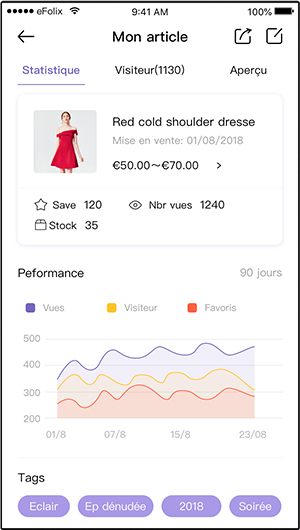 eFolix 9:41 AM 100%
Mon article
Statistique Visiteur(1130) Aperçu
Red cold shoulder dresse
Mise en vente: 01/08/2018
€50.00～€70.00 >
Save 120 Nbr vues 1240
Stock 35
Peformance 90 jours
Vues Visiteur Favoris
500
400
300
200
01/8 07/8 15/8 23/08
Tags
Eclair Ep dénudée 2018 Soirée